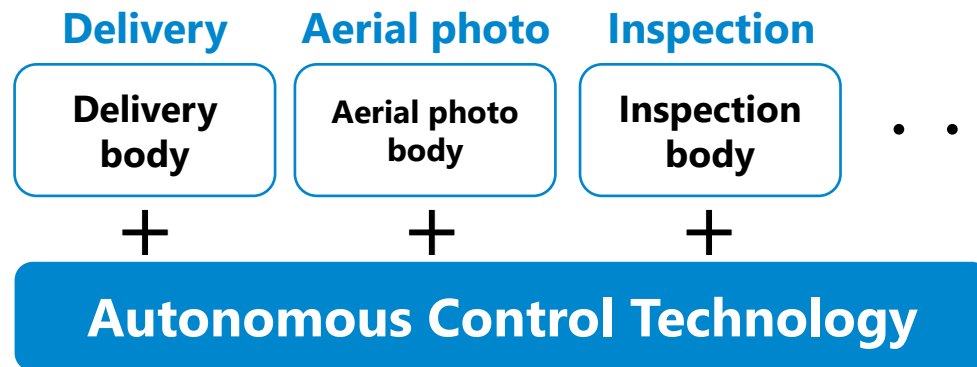 Delivery Aerial photo Inspection
Delivery
body
Aerial photo
body
Inspection
body
. .
+ + +
Autonomous Control Technology